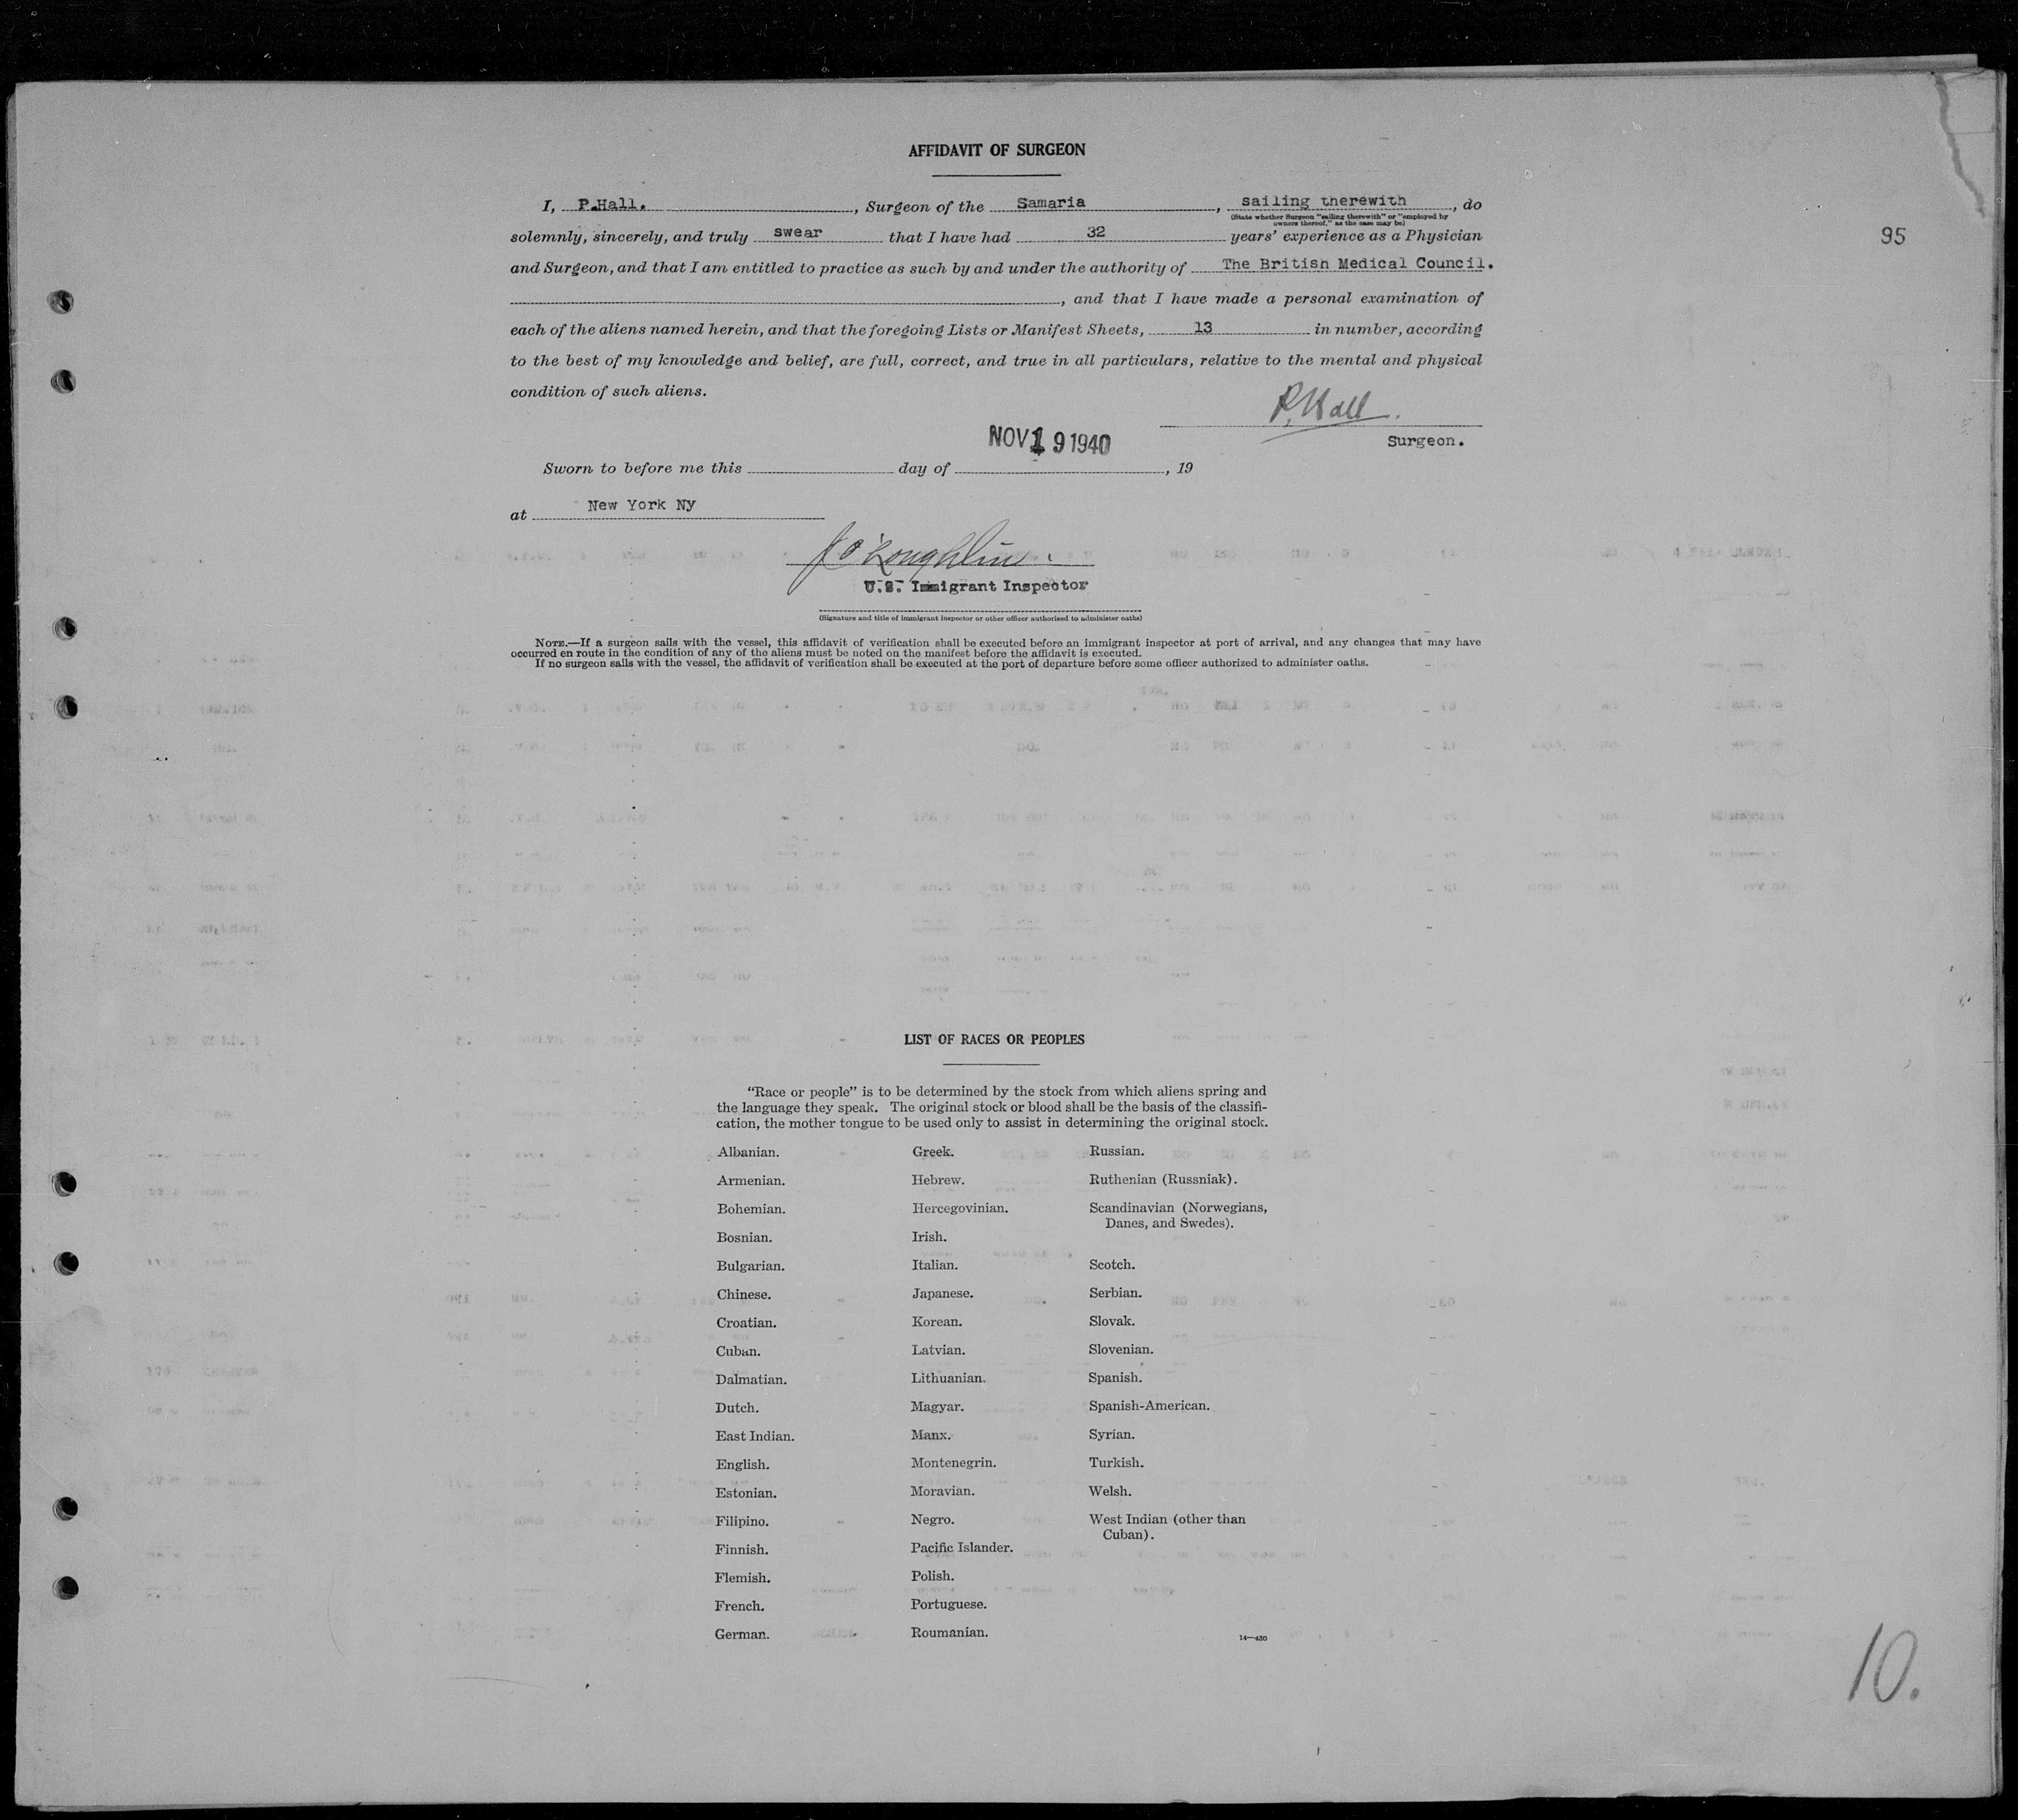 AFFIDAVIT OF SURGEON
I, P.Hall. , Surgeon of the Samaria , sailing therewith , do
(State whether Surgeon "sailing therewith" or "employed by
owners thereof," as the case may be)
solemnly, sincerely, and truly swear that I have had 32 years' experience as a Physician
95
and Surgeon, and that I am entitled to practice as such by and under the authority of The British Medical Council.
, and that I have made a personal examination of
each of the aliens named herein, and that the foregoing Lists or Manifest Sheets, 13 in number, according
to the best of my knowledge and belief, are full, correct, and true in all particulars, relative to the mental and physical
condition of such aliens.
P. Hall.
Surgeon.
NOV 19 1940
Sworn to before me this day of , 19
at New York Ny
J O'Loughlin
U.S. Immigrant Inspector
(Signature and title of immigrant inspector or other officer authorized to administer oaths)
NOTE.—If a surgeon sails with the vessel, this affidavit of verification shall be executed before an immigrant inspector at port of arrival, and any changes that may have
occurred en route in the condition of any of the aliens must be noted on the manifest before the affidavit is executed.
If no surgeon sails with the vessel, the affidavit of verification shall be executed at the port of departure before some officer authorized to administer oaths.
LIST OF RACES OR PEOPLES
"Race or people" is to be determined by the stock from which aliens spring and
the language they speak. The original stock or blood shall be the basis of the classifi-
cation, the mother tongue to be used only to assist in determining the original stock.
Albanian.
Armenian.
Bohemian.
Bosnian.
Bulgarian.
Chinese.
Croatian.
Cuban.
Dalmatian.
Dutch.
East Indian.
English.
Estonian.
Filipino.
Finnish.
Flemish.
French.
German.
Greek.
Hebrew.
Hercegovinian.
Irish.
Italian.
Japanese.
Korean.
Latvian.
Lithuanian.
Magyar.
Manx.
Montenegrin.
Moravian.
Negro.
Pacific Islander.
Polish.
Portuguese.
Roumanian.
Russian.
Ruthenian (Russniak).
Scandinavian (Norwegians,
Danes, and Swedes).
Scotch.
Serbian.
Slovak.
Slovenian.
Spanish.
Spanish-American.
Syrian.
Turkish.
Welsh.
West Indian (other than
Cuban).
14—430
10.